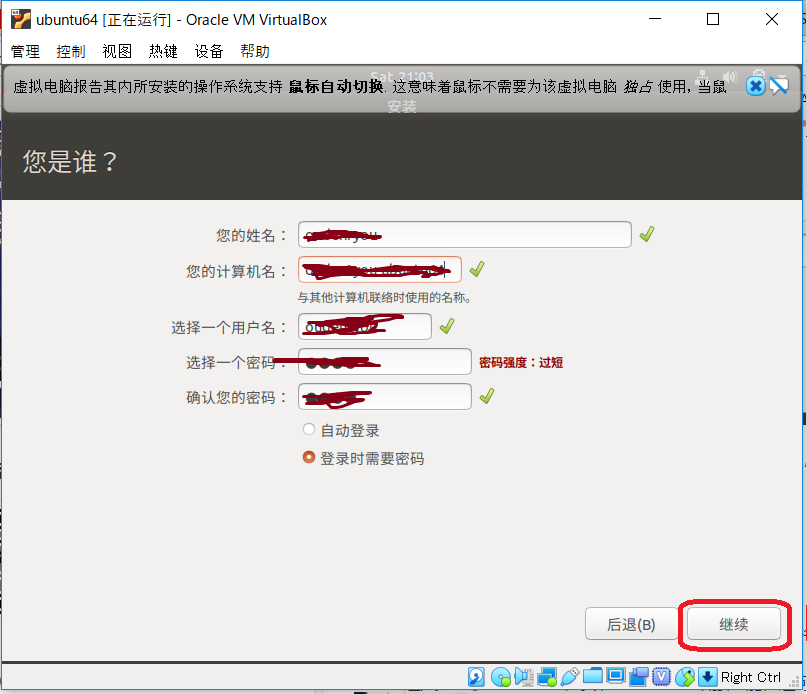 ubuntu64 [正在运行] - Oracle VM VirtualBox
管理 控制 视图 热键 设备 帮助
Sat 21:03
虚拟电脑报告其内所安装的操作系统支持 鼠标自动切换. 这意味着鼠标不需要为该虚拟电脑 独占 使用, 当鼠
安装
您是谁？
您的姓名：
您的计算机名：
与其他计算机联络时使用的名称。
选择一个用户名：
选择一个密码： 密码强度：过短
确认您的密码：
自动登录
登录时需要密码
后退(B) 继续
Right Ctrl